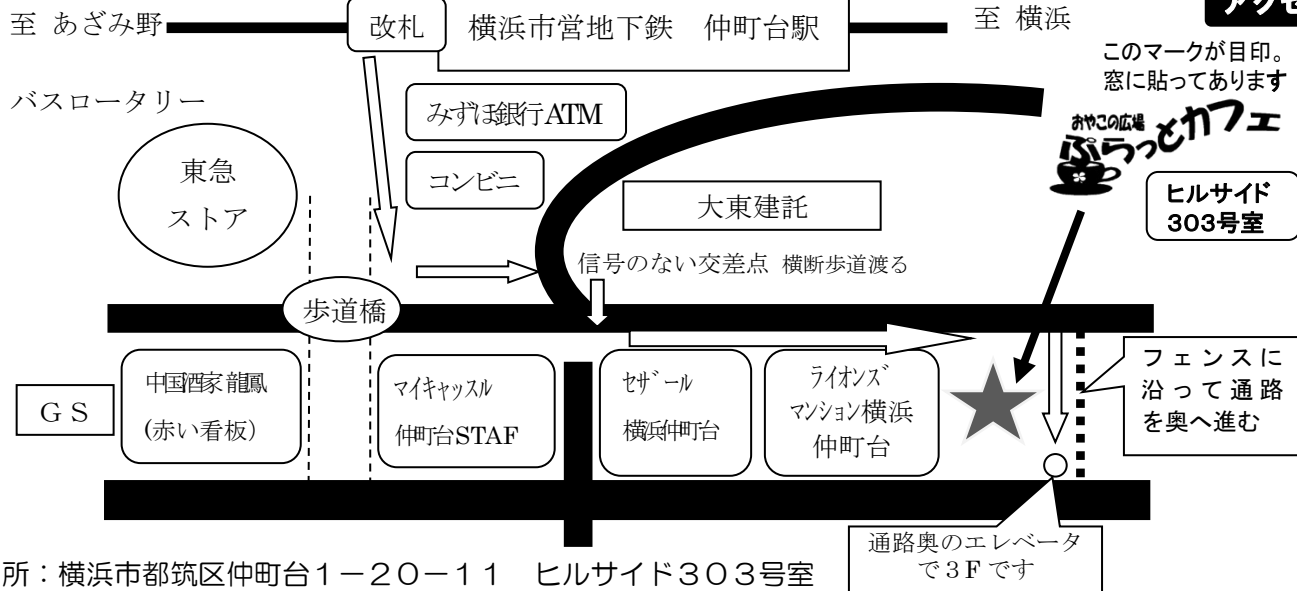 至 あざみ野
改札
横浜市営地下鉄 仲町台駅
至 横浜
アクセ
このマークが目印。
窓に貼ってあります
おやこの広場
ぷらっとカフェ
ヒルサイド
303号室
バスロータリー
東急
ストア
みずほ銀行ATM
コンビニ
大東建託
信号のない交差点 横断歩道渡る
歩道橋
GS
中国酒家 龍鳳
(赤い看板)
マイキャッスル
仲町台STAF
セザール
横浜仲町台
ライオンズ
マンション横浜
仲町台
フェンスに
沿って通路
を奥へ進む
通路奥のエレベータ
で3Fです
所:横浜市都筑区仲町台1-20-11 ヒルサイド303号室